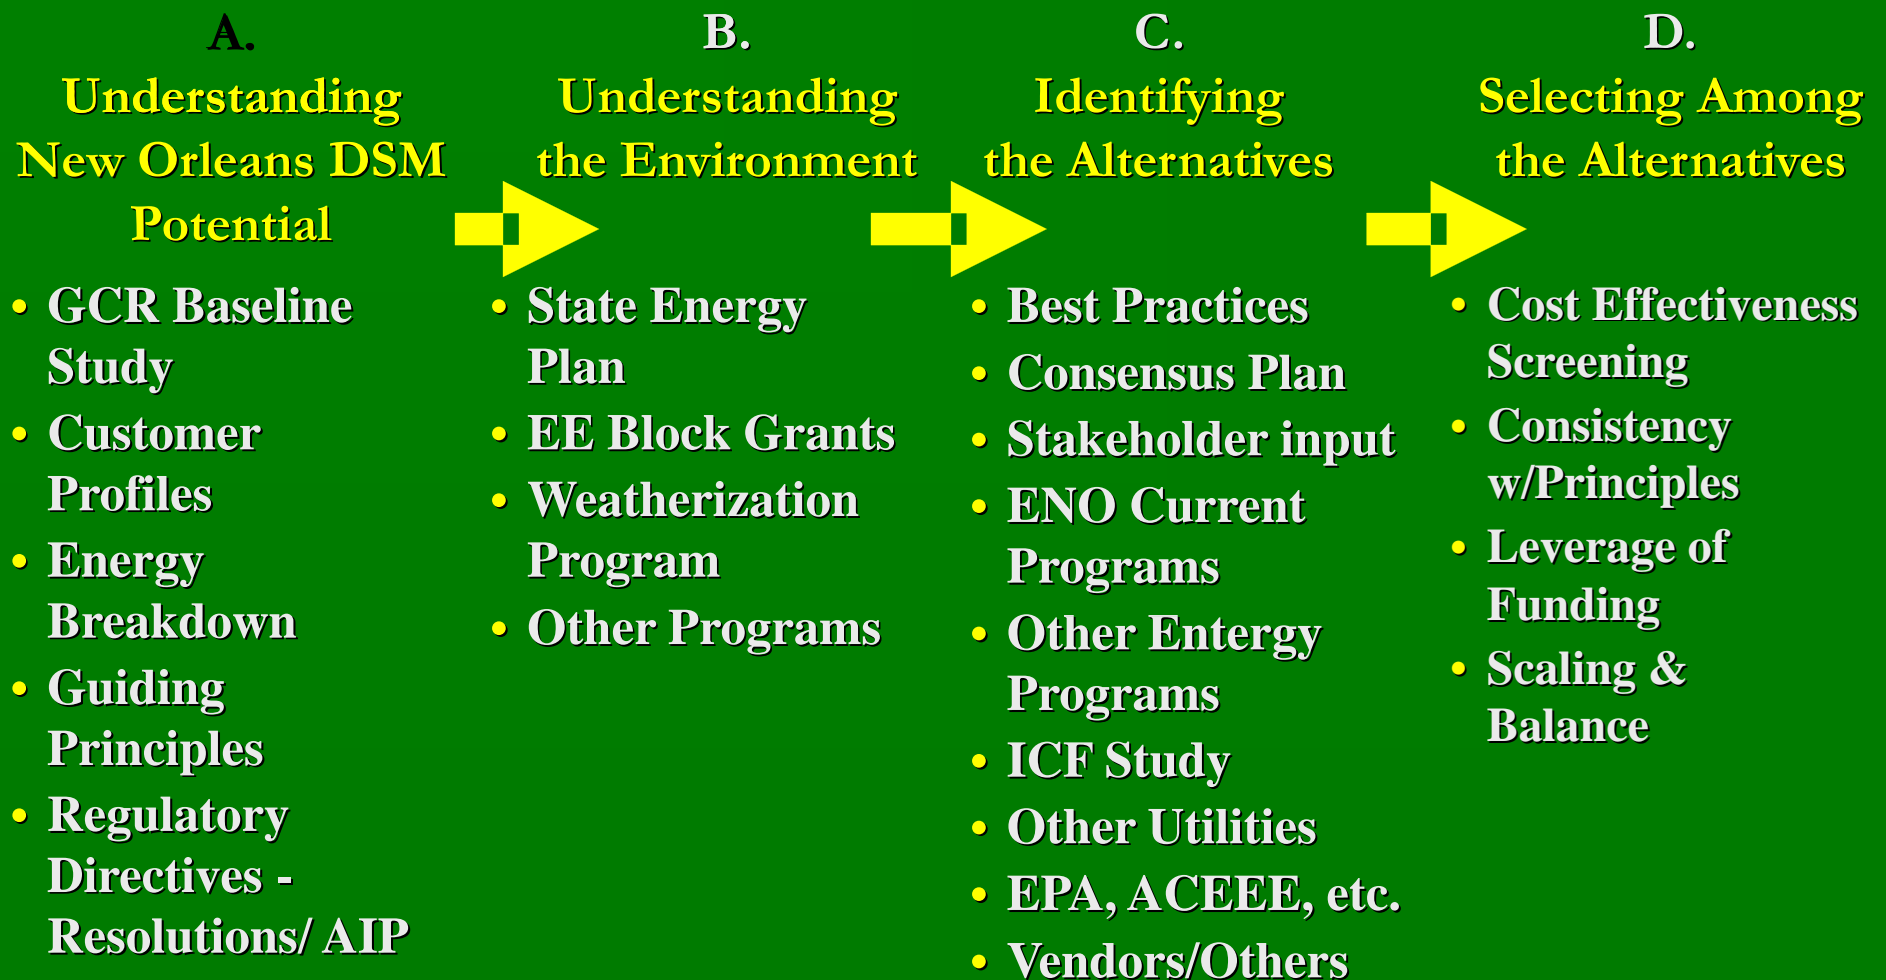 A.
Understanding
New Orleans DSM
Potential
• GCR Baseline
Study
• Customer
Profiles
• Energy
Breakdown
• Guiding
Principles
• Regulatory
Directives -
Resolutions/ AIP
B.
Understanding
the Environment
• State Energy
Plan
• EE Block Grants
• Weatherization
Program
• Other Programs
C.
Identifying
the Alternatives
• Best Practices
• Consensus Plan
• Stakeholder input
• ENO Current
Programs
• Other Entergy
Programs
• ICF Study
• Other Utilities
• EPA, ACEEE, etc.
• Vendors/Others
D.
Selecting Among
the Alternatives
• Cost Effectiveness
Screening
• Consistency
w/Principles
• Leverage of
Funding
• Scaling &
Balance